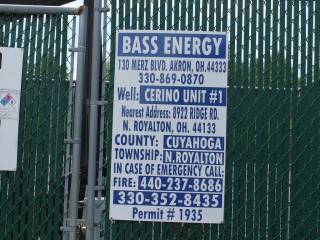 BASS ENERGY
130 MERZ BLVD. AKRON, OH. 44333
330-869-0870
Well: CERINO UNIT #1
Nearest Address: 8922 RIDGE RD.
N. ROYALTON, OH. 44133
COUNTY: CUYAHOGA
TOWNSHIP: N.ROYALTON
IN CASE OF EMERGENCY CALL:
FIRE: 440-237-8686
330-352-8435
Permit # 1935